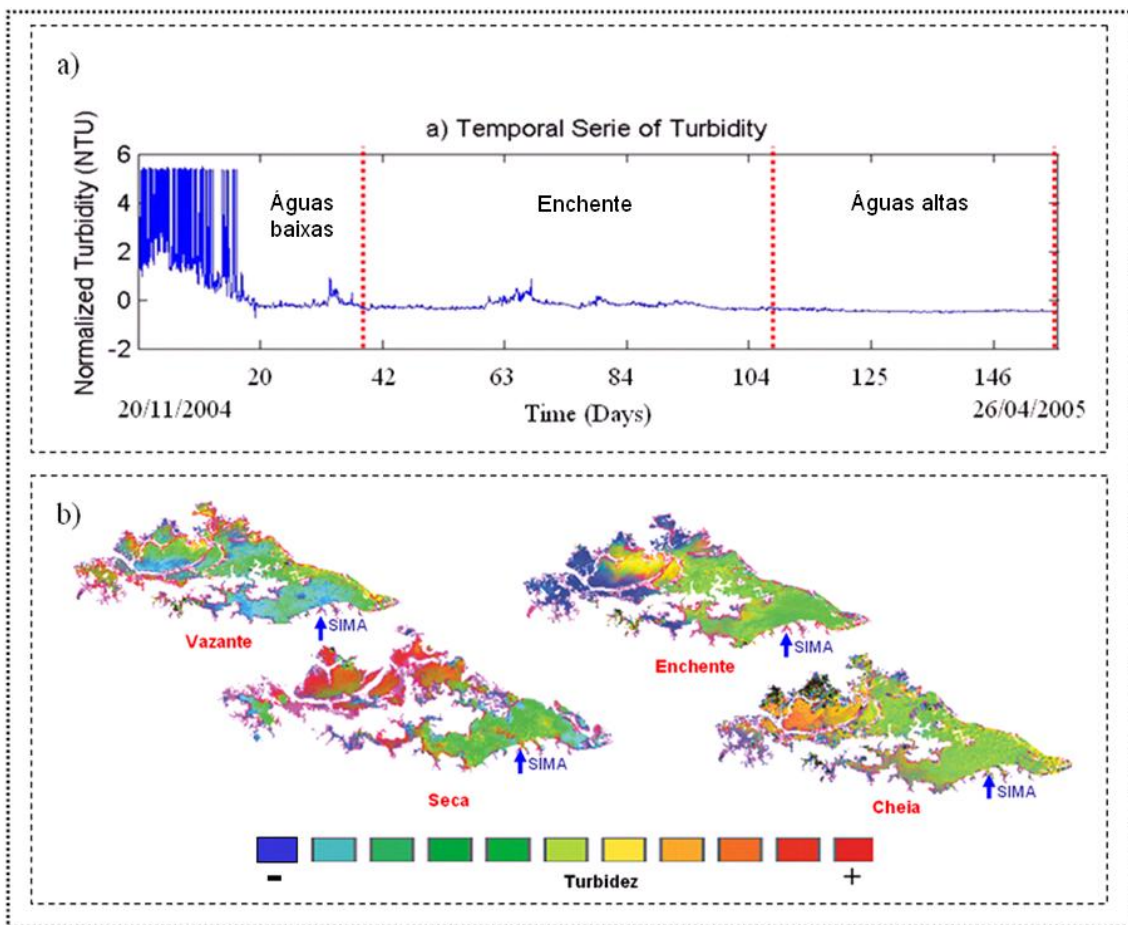 a)
a) Temporal Serie of Turbidity
Normalized Turbidity (NTU)
6
4
2
0
-2
Águas
baixas
Enchente
Águas altas
20 42 63 84 104 125 146
20/11/2004 Time (Days) 26/04/2005
b)
Vazante
SIMA
Enchente
SIMA
Seca
SIMA
Cheia
SIMA
- Turbidez +